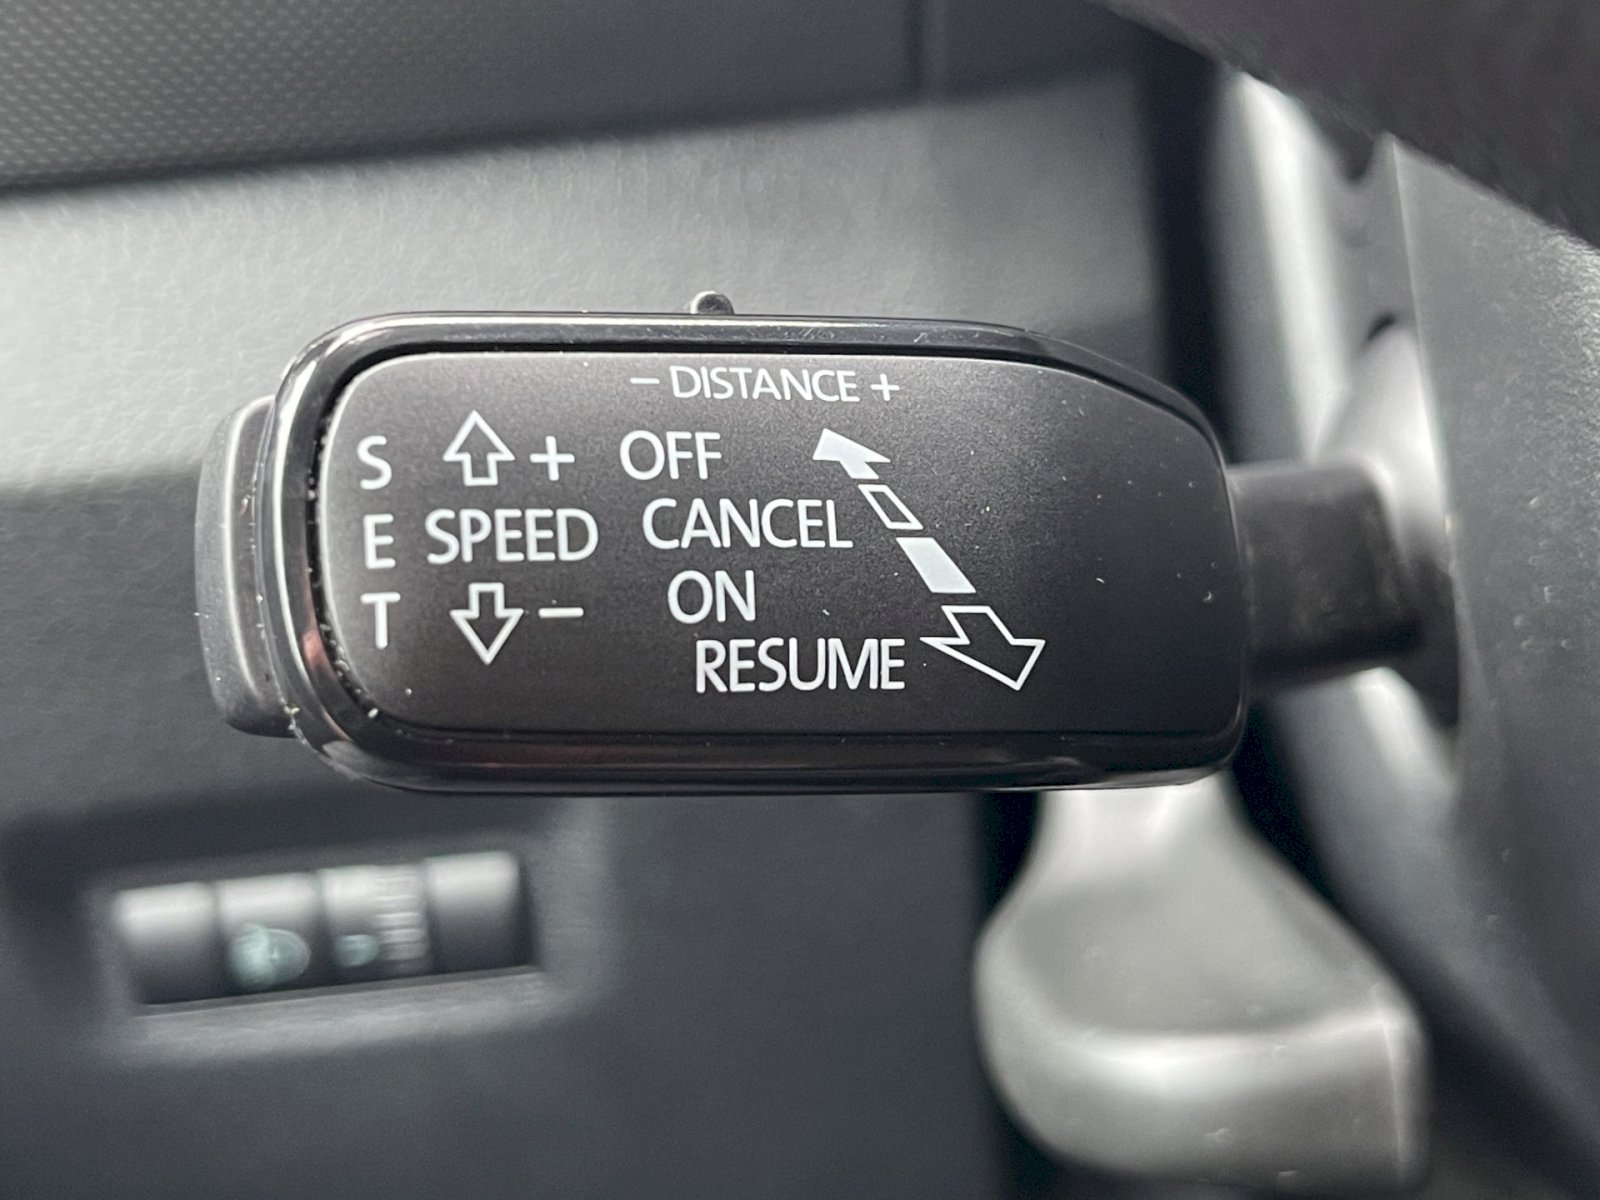 − DISTANCE +
S + OFF
E SPEED CANCEL
T − ON
RESUME